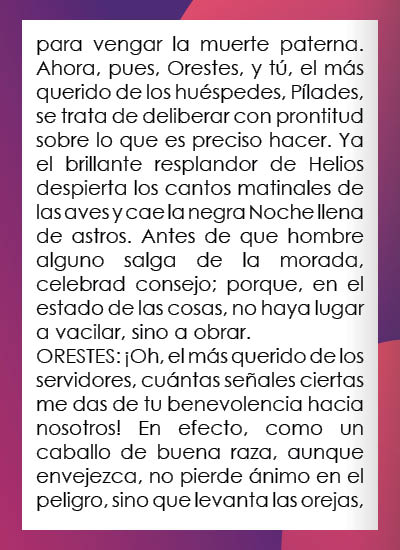 para vengar la muerte paterna.
Ahora, pues, Orestes, y tú, el más
querido de los huéspedes, Pílades,
se trata de deliberar con prontitud
sobre lo que es preciso hacer. Ya
el brillante resplandor de Helios
despierta los cantos matinales de
las aves y cae la negra Noche llena
de astros. Antes de que hombre
alguno salga de la morada,
celebrad consejo; porque, en el
estado de las cosas, no haya lugar
a vacilar, sino a obrar.
ORESTES: ¡Oh, el más querido de los
servidores, cuántas señales ciertas
me das de tu benevolencia hacia
nosotros! En efecto, como un
caballo de buena raza, aunque
envejezca, no pierde ánimo en el
peligro, sino que levanta las orejas,